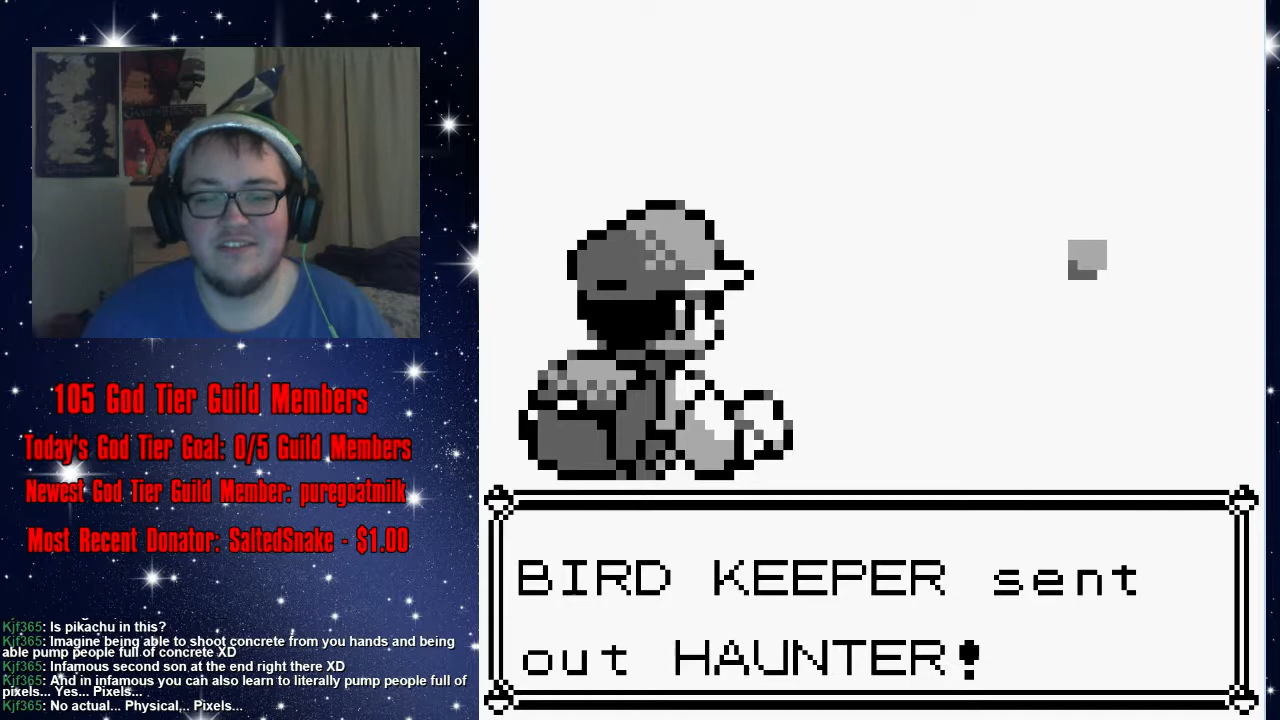 105 God Tier Guild Members
Today's God Tier Goal: 0/5 Guild Members
Newest God Tier Guild Member: puregoatmilk
Most Recent Donator: SaltedSnake - $1.00
Kjf365: Is pikachu in this?
Kjf365: Imagine being able to shoot concrete from you hands and being
able pump people full of concrete XD
Kjf365: Infamous second son at the end right there XD
Kjf365: And in infamous you can also learn to literally pump people full of
pixels... Yes... Pixels...
Kjf365: No actual... Physical... Pixels...
BIRD KEEPER sent
out HAUNTER!